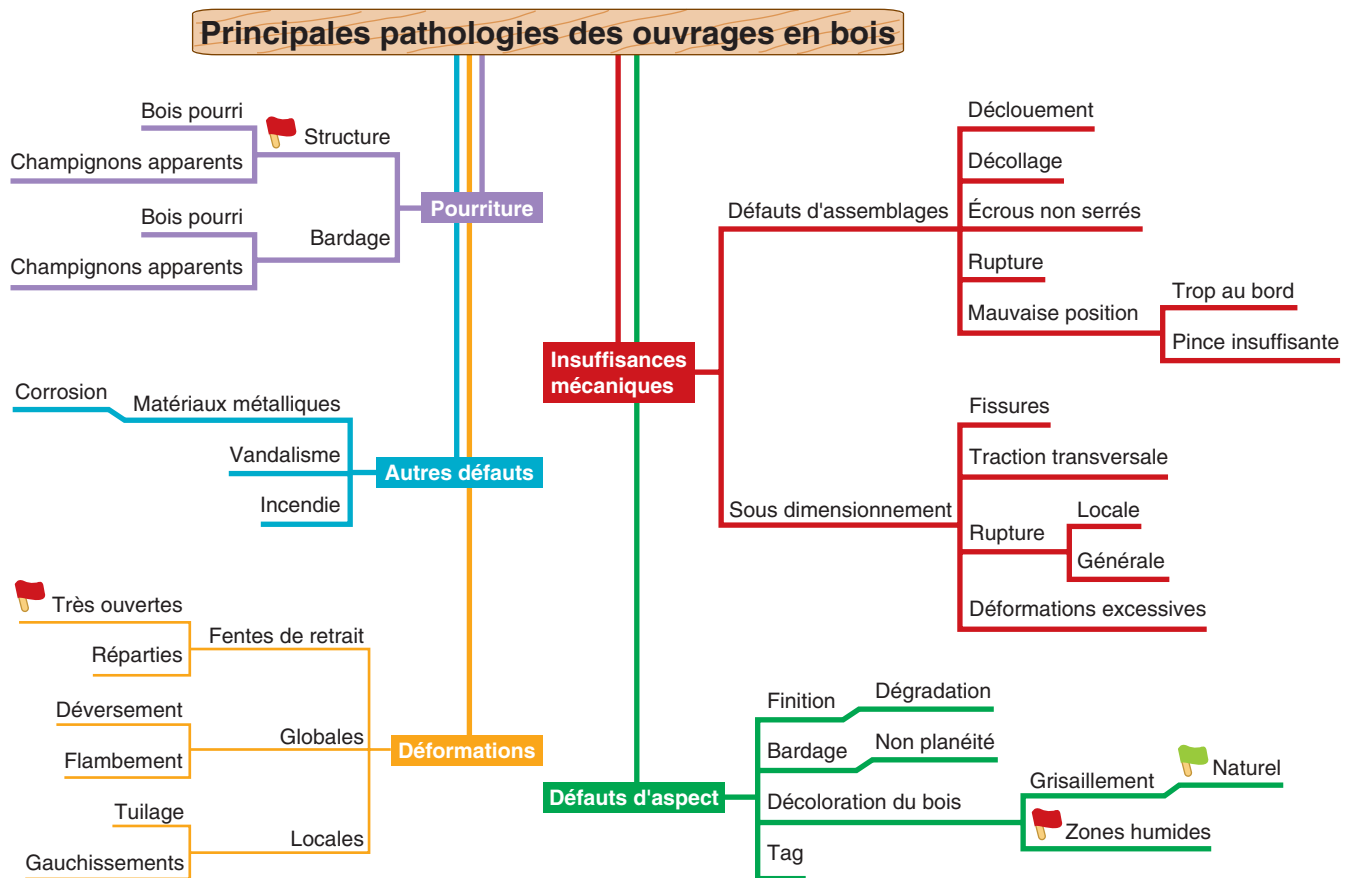 Principales pathologies des ouvrages en bois
Bois pourri
Structure
Champignons apparents
Pourriture
Bois pourri
Bardage
Champignons apparents
Corrosion
Matériaux métalliques
Vandalisme
Autres défauts
Incendie
Très ouvertes
Fentes de retrait
Réparties
Déversement
Globales
Déformations
Flambement
Tuilage
Locales
Gauchissements
Insuffisances
mécaniques
Défauts d'assemblages
Déclouement
Décollage
Écrous non serrés
Rupture
Mauvaise position
Trop au bord
Pince insuffisante
Sous dimensionnement
Fissures
Traction transversale
Rupture
Locale
Générale
Déformations excessives
Défauts d'aspect
Finition
Dégradation
Bardage
Non planéité
Décoloration du bois
Grisaillement
Naturel
Zones humides
Tag